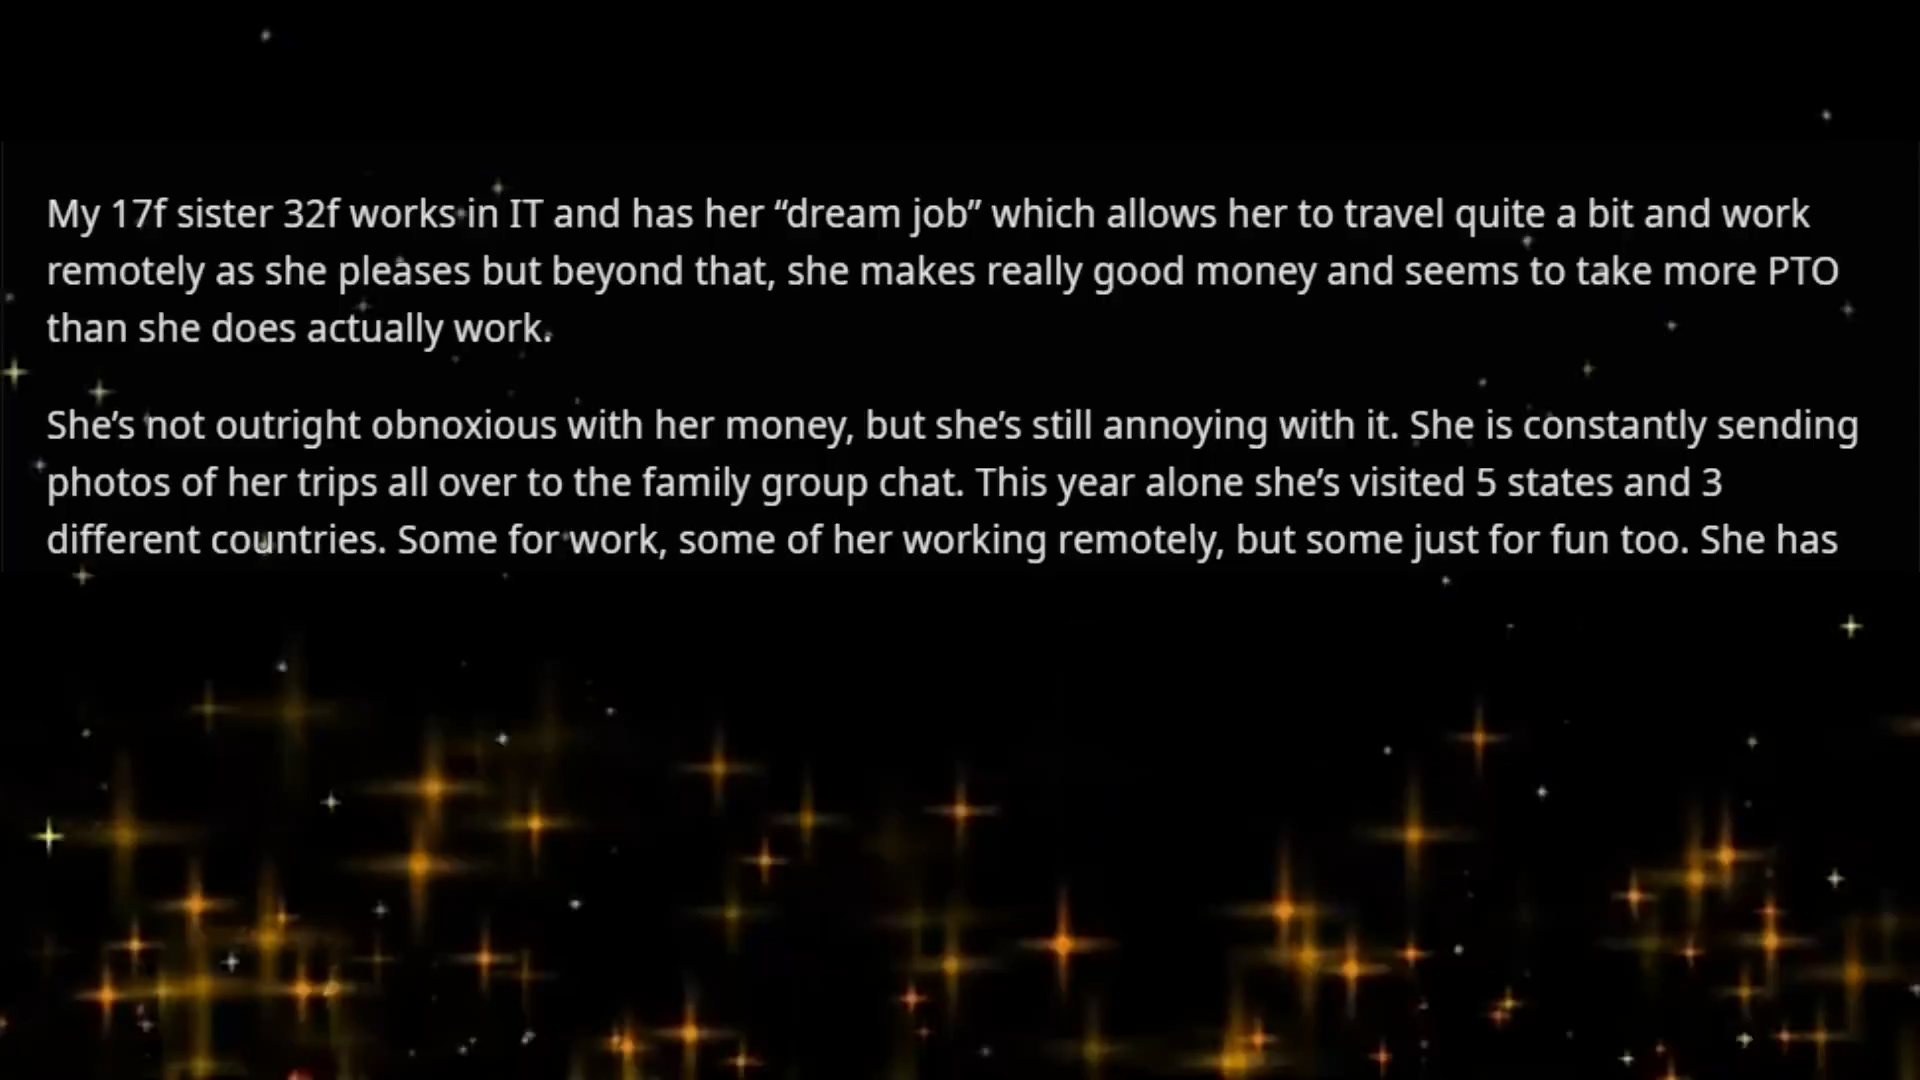 My 17f sister 32f works in IT and has her “dream job” which allows her to travel quite a bit and work
remotely as she pleases but beyond that, she makes really good money and seems to take more PTO
than she does actually work.
She’s not outright obnoxious with her money, but she’s still annoying with it. She is constantly sending
photos of her trips all over to the family group chat. This year alone she’s visited 5 states and 3
different countries. Some for work, some of her working remotely, but some just for fun too. She has